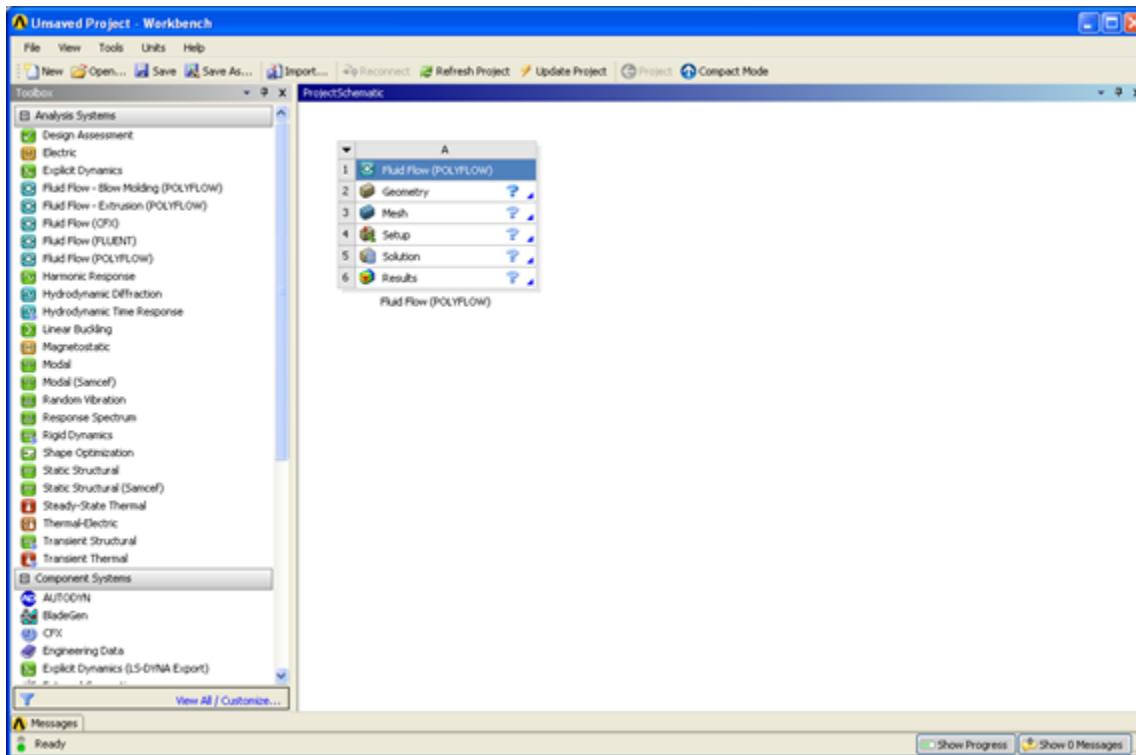 Unsaved Project - Workbench
File View Tools Units Help
New Open... Save Save As... Import... Reconnect Refresh Project Update Project Project Compact Mode
Toolbox
ProjectSchematic
Analysis Systems
Design Assessment
Electric
Explicit Dynamics
Fluid Flow - Blow Molding (POLYFLOW)
Fluid Flow - Extrusion (POLYFLOW)
Fluid Flow (CFX)
Fluid Flow (FLUENT)
Fluid Flow (POLYFLOW)
Harmonic Response
Hydrodynamic Diffraction
Hydrodynamic Time Response
Linear Buckling
Magnetostatic
Modal
Modal (Samcef)
Random Vibration
Response Spectrum
Rigid Dynamics
Shape Optimization
Static Structural
Static Structural (Samcef)
Steady-State Thermal
Thermal-Electric
Transient Structural
Transient Thermal
Component Systems
AUTODYN
BladeGen
CFX
Engineering Data
Explicit Dynamics (LS-DYNA Export)
View All / Customize...
A
1 Fluid Flow (POLYFLOW)
2 Geometry ?
3 Mesh ?
4 Setup ?
5 Solution ?
6 Results ?
Fluid Flow (POLYFLOW)
Messages
Ready
Show Progress Show 0 Messages